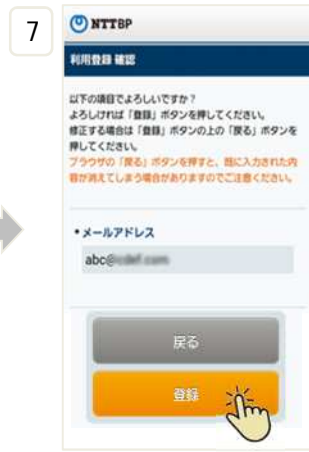 7
NTTBP
利用登録 確認
以下の項目でよろしいですか？
よろしければ「登録」ボタンを押してください。
修正する場合は「登録」ボタンの上の「戻る」ボタンを
押してください。
ブラウザの「戻る」ボタンを押すと、既に入力された内
容が消えてしまう場合がありますのでご注意ください。
・メールアドレス
abc@
戻る
登録